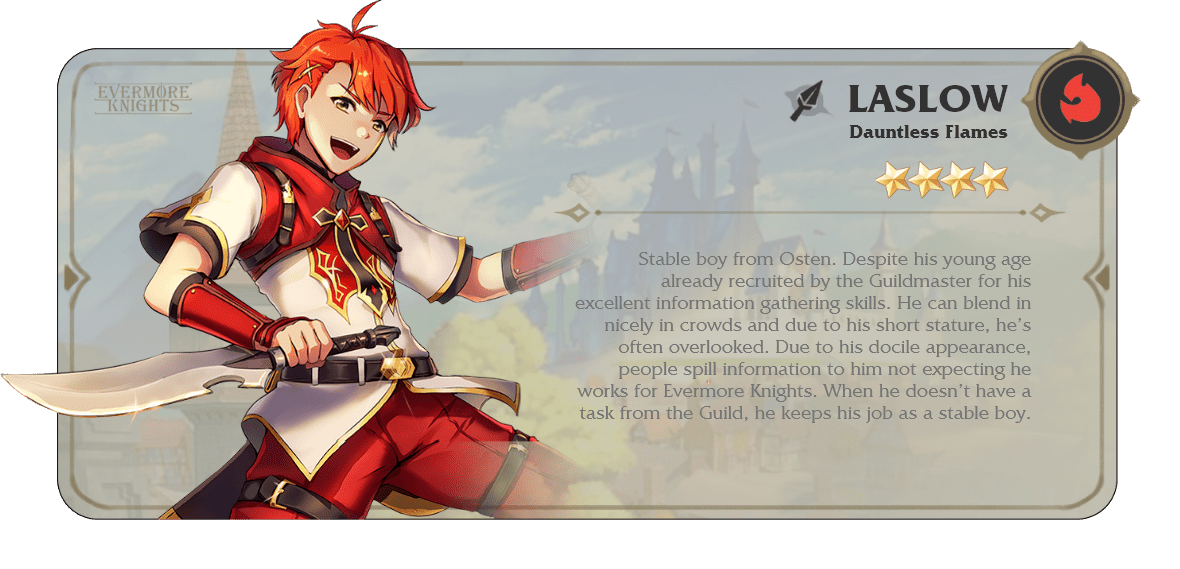 EVERMORE
KNIGHTS
LASLOW
Dauntless Flames
Stable boy from Osten. Despite his young age
already recruited by the Guildmaster for his
excellent information gathering skills. He can blend in
nicely in crowds and due to his short stature, he’s
often overlooked. Due to his docile appearance,
people spill information to him not expecting he
works for Evermore Knights. When he doesn’t have a
task from the Guild, he keeps his job as a stable boy.